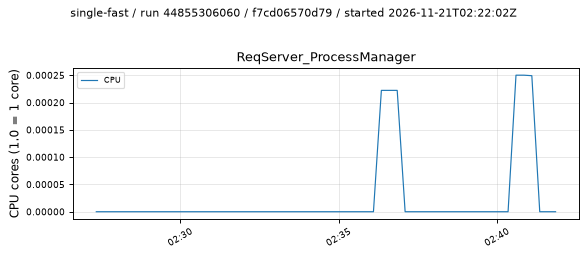 single-fast / run 44855306060 / f7cd06570d79 / started 2026-11-21T02:22:02Z
ReqServer_ProcessManager
CPU cores (1.0 = 1 core)
CPU
0.00025
0.00020
0.00015
0.00010
0.00005
0.00000
02:30
02:35
02:40